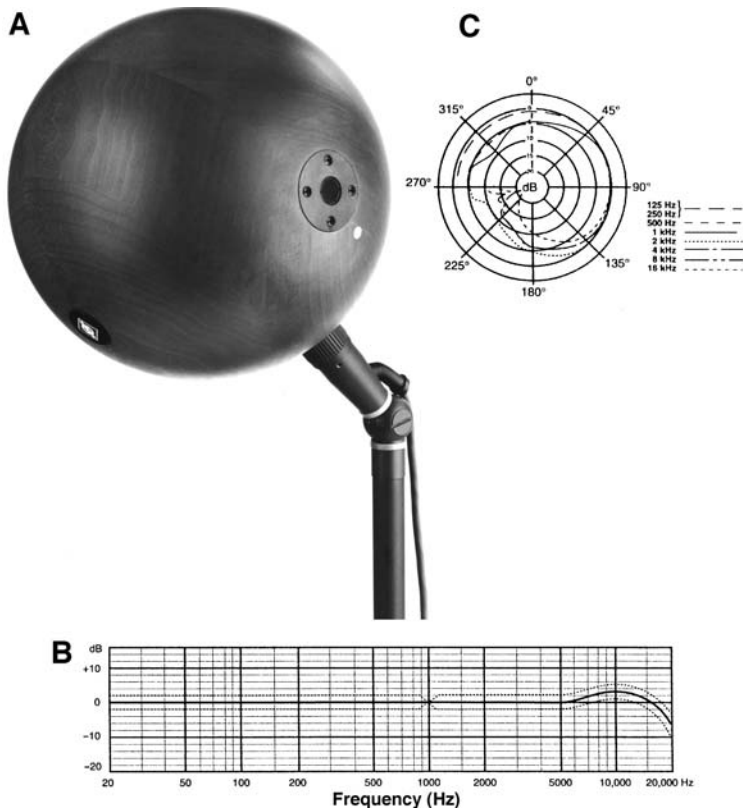 A
C
0°
315° 45°
10
15
270° dB 90°
225° 135°
180°
125 Hz
250 Hz
500 Hz
1 kHz
2 kHz
4 kHz
8 kHz
16 kHz
B
dB
+10
0
-10
-20
20 50 100 200 500 1000 2000 5000 10,000 20,000 Hz
Frequency (Hz)